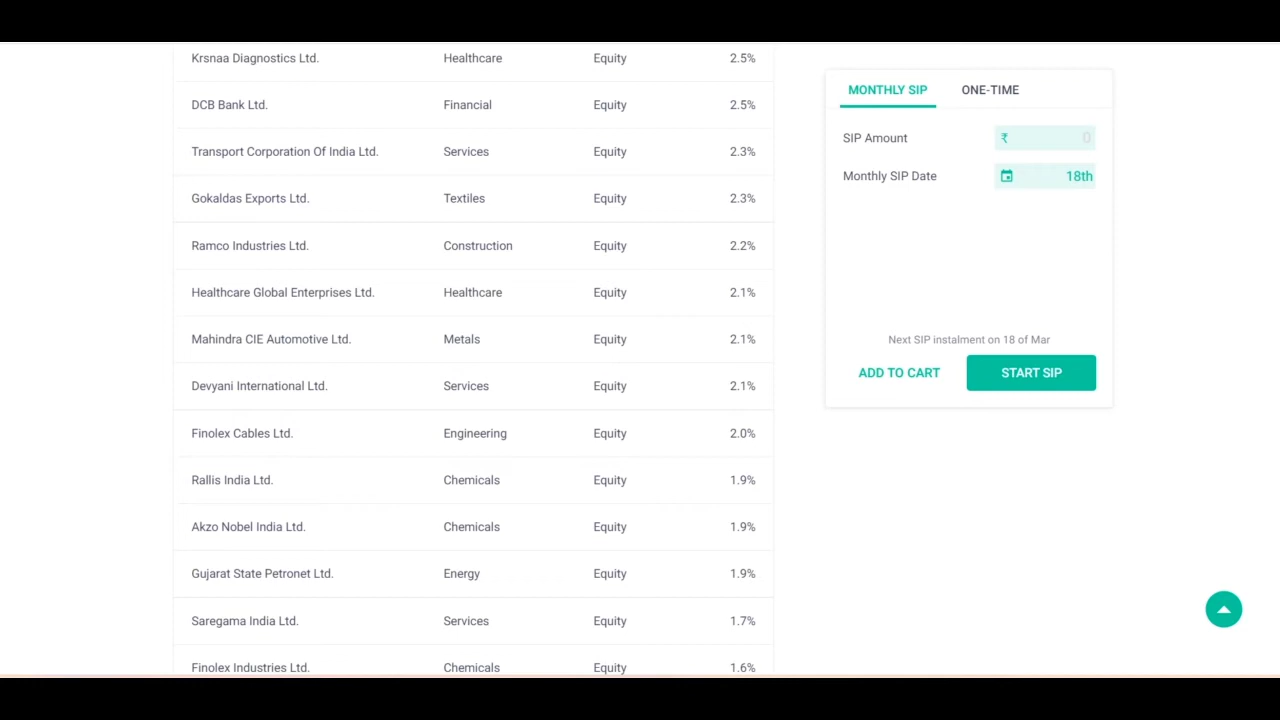 Krsnaa Diagnostics Ltd. Healthcare Equity 2.5%
DCB Bank Ltd. Financial Equity 2.5%
Transport Corporation Of India Ltd. Services Equity 2.3%
Gokaldas Exports Ltd. Textiles Equity 2.3%
Ramco Industries Ltd. Construction Equity 2.2%
Healthcare Global Enterprises Ltd. Healthcare Equity 2.1%
Mahindra CIE Automotive Ltd. Metals Equity 2.1%
Devyani International Ltd. Services Equity 2.1%
Finolex Cables Ltd. Engineering Equity 2.0%
Rallis India Ltd. Chemicals Equity 1.9%
Akzo Nobel India Ltd. Chemicals Equity 1.9%
Gujarat State Petronet Ltd. Energy Equity 1.9%
Saregama India Ltd. Services Equity 1.7%
Finolex Industries Ltd. Chemicals Equity 1.6%
MONTHLY SIP ONE-TIME
SIP Amount ₹ 0
Monthly SIP Date 18th
Next SIP instalment on 18 of Mar
ADD TO CART START SIP